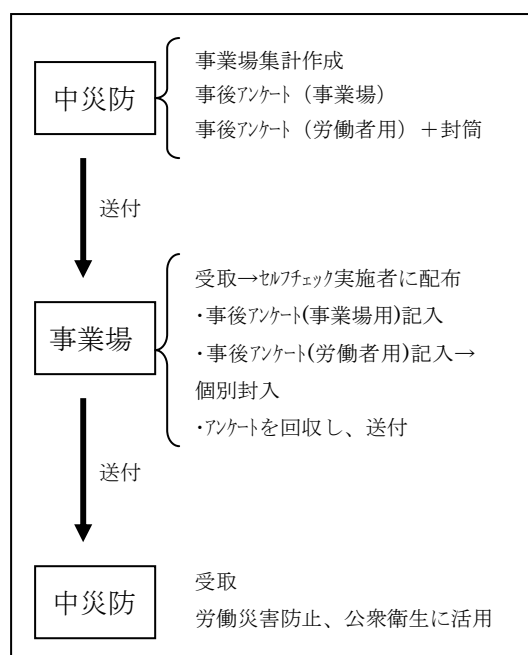 中災防
事業場集計作成
事後ｱﾝｹｰﾄ（事業場）
事後ｱﾝｹｰﾄ（労働者用）＋封筒
送付
事業場
受取→ｾﾙﾌﾁｪｯｸ実施者に配布
・事後ｱﾝｹｰﾄ(事業場用)記入
・事後ｱﾝｹｰﾄ(労働者用)記入→
個別封入
・ｱﾝｹｰﾄを回収し、送付
送付
中災防
受取
労働災害防止、公衆衛生に活用